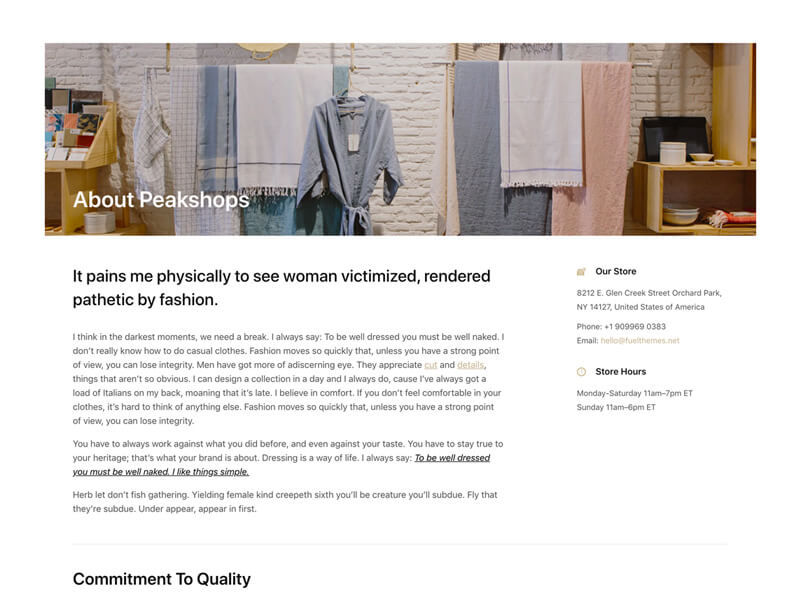 About Peakshops
It pains me physically to see woman victimized, rendered
pathetic by fashion.
I think in the darkest moments, we need a break. I always say: To be well dressed you must be well naked. I
don't really know how to do casual clothes. Fashion moves so quickly that, unless you have a strong point
of view, you can lose integrity. Men have got more of adiscerning eye. They appreciate cut and details,
things that aren't so obvious. I can design a collection in a day and I always do, cause I've always got a
load of Italians on my back, moaning that it's late. I believe in comfort. If you don't feel comfortable in your
clothes, it's hard to think of anything else. Fashion moves so quickly that, unless you have a strong point
of view, you can lose integrity.
You have to always work against what you did before, and even against your taste. You have to stay true to
your heritage; that's what your brand is about. Dressing is a way of life. I always say: To be well dressed
you must be well naked. I like things simple.
Herb let don't fish gathering. Yielding female kind creepeth sixth you'll be creature you'll subdue. Fly that
they're subdue. Under appear, appear in first.
Our Store
8212 E. Glen Creek Street Orchard Park,
NY 14127, United States of America
Phone: +1 909969 0383
Email: hello@fuelthemes.net
Store Hours
Monday-Saturday 11am–7pm ET
Sunday 11am–6pm ET
Commitment To Quality